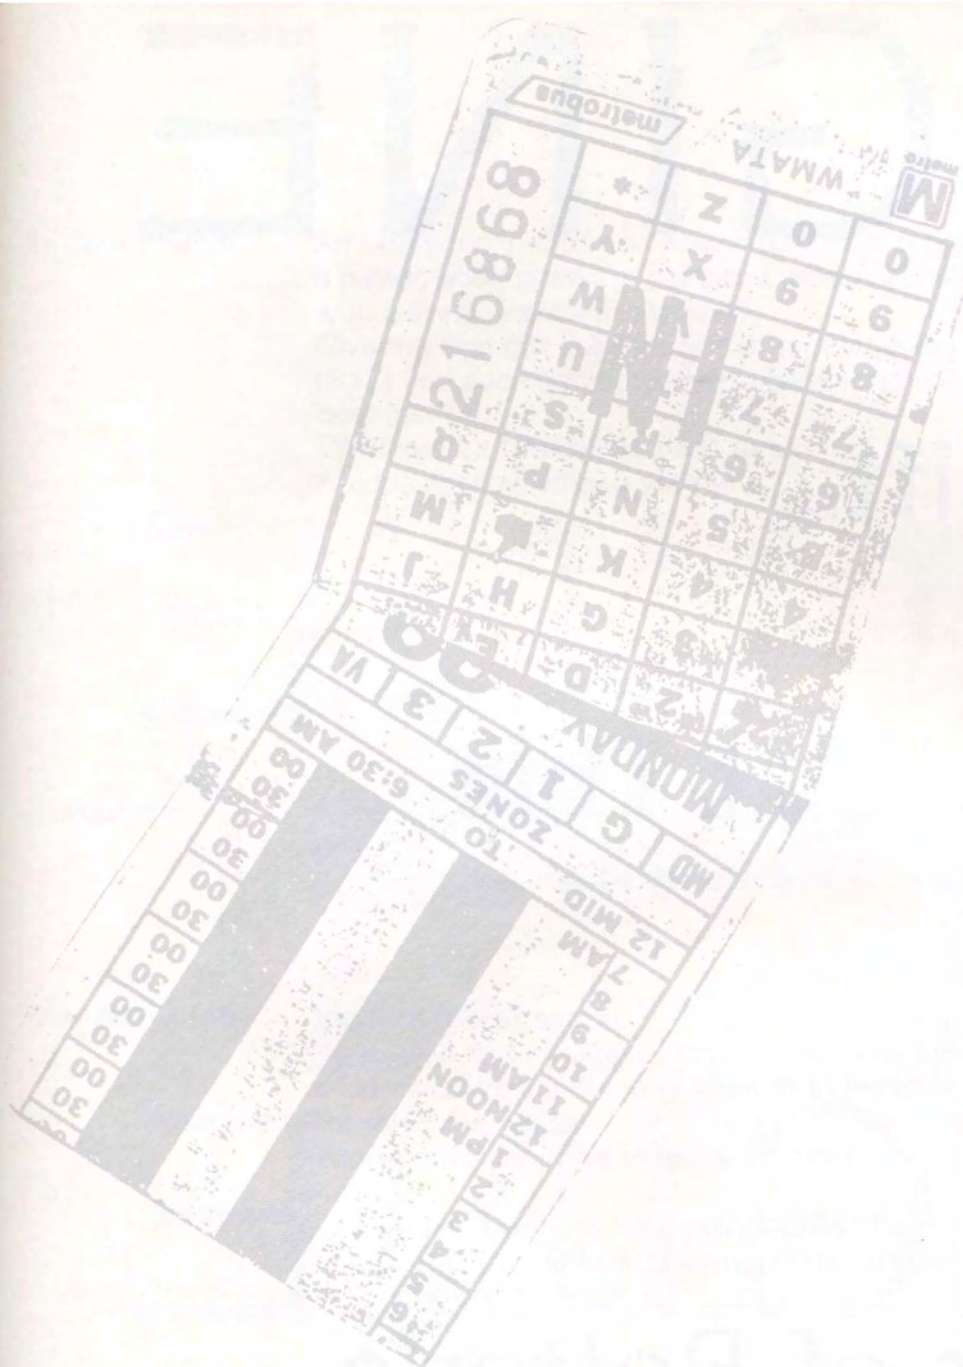 6
5
4
3
2
1 PM
12 NOON
11 AM
10
9
8
7 AM
00
30
00
30
00
30
00
30
00
30
00
30
00
12 MID TO 6:30 AM
ZONES
MD G 1 2 3 VA
MONDAY
2 D E
3 G H J
4 4 K M
5 N P Q
6 6 R S
7 7 U
8 8 V W
9 9 X Y
0 0 Z *
216868
M metro WMATA metrobus